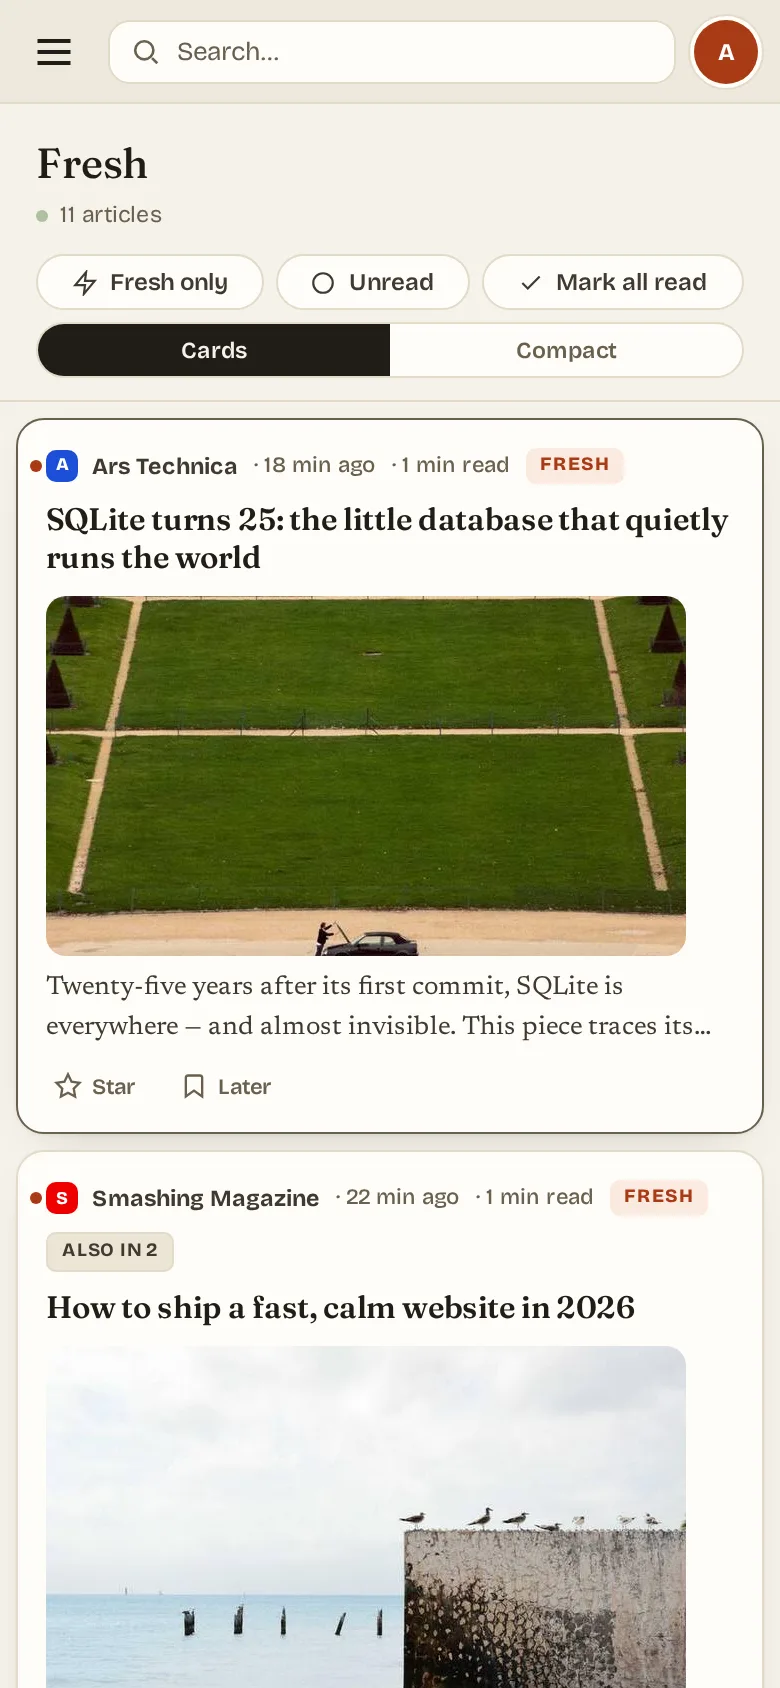 Search...
A
Fresh
11 articles
Fresh only
Unread
Mark all read
Cards
Compact
A Ars Technica · 18 min ago · 1 min read FRESH
SQLite turns 25: the little database that quietly
runs the world
Twenty-five years after its first commit, SQLite is
everywhere — and almost invisible. This piece traces its...
Star
Later
S Smashing Magazine · 22 min ago · 1 min read FRESH
ALSO IN 2
How to ship a fast, calm website in 2026